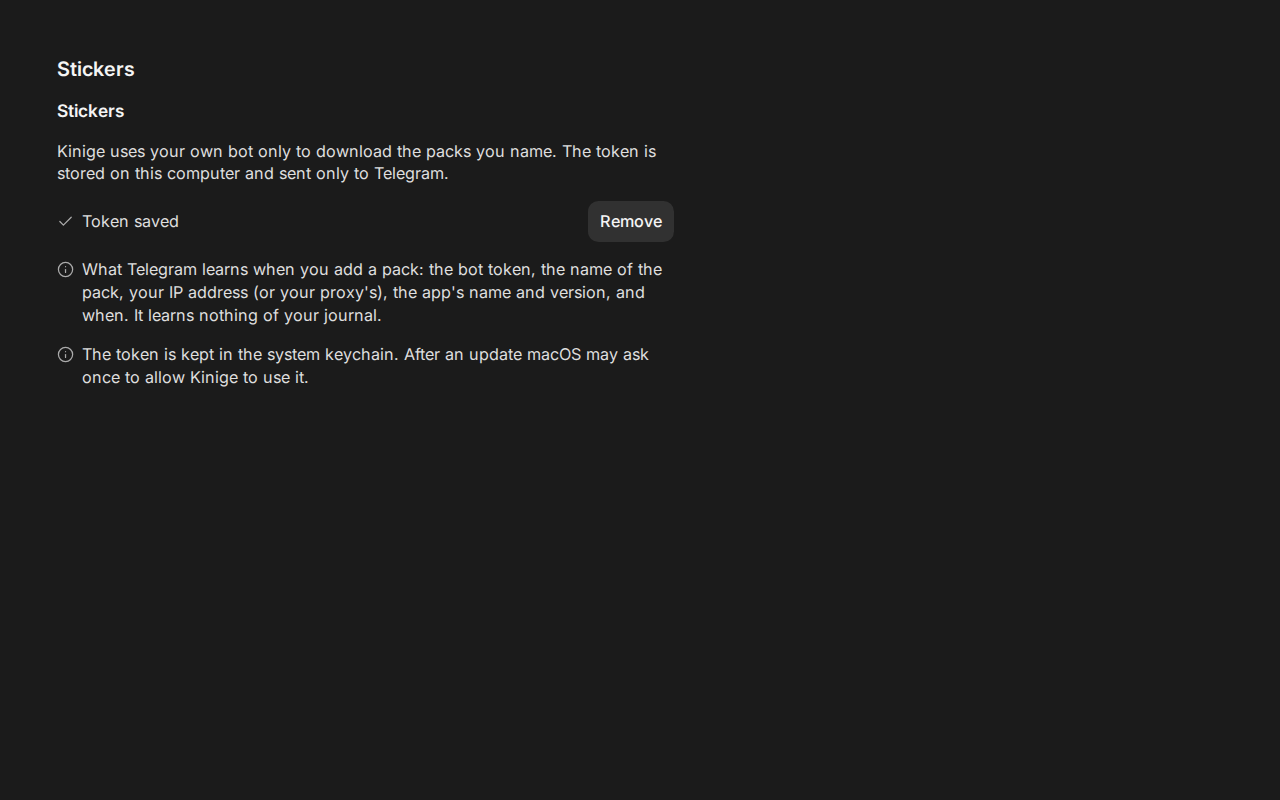 Stickers
Stickers
Kinige uses your own bot only to download the packs you name. The token is
stored on this computer and sent only to Telegram.
Token saved
Remove
What Telegram learns when you add a pack: the bot token, the name of the
pack, your IP address (or your proxy's), the app's name and version, and
when. It learns nothing of your journal.
The token is kept in the system keychain. After an update macOS may ask
once to allow Kinige to use it.